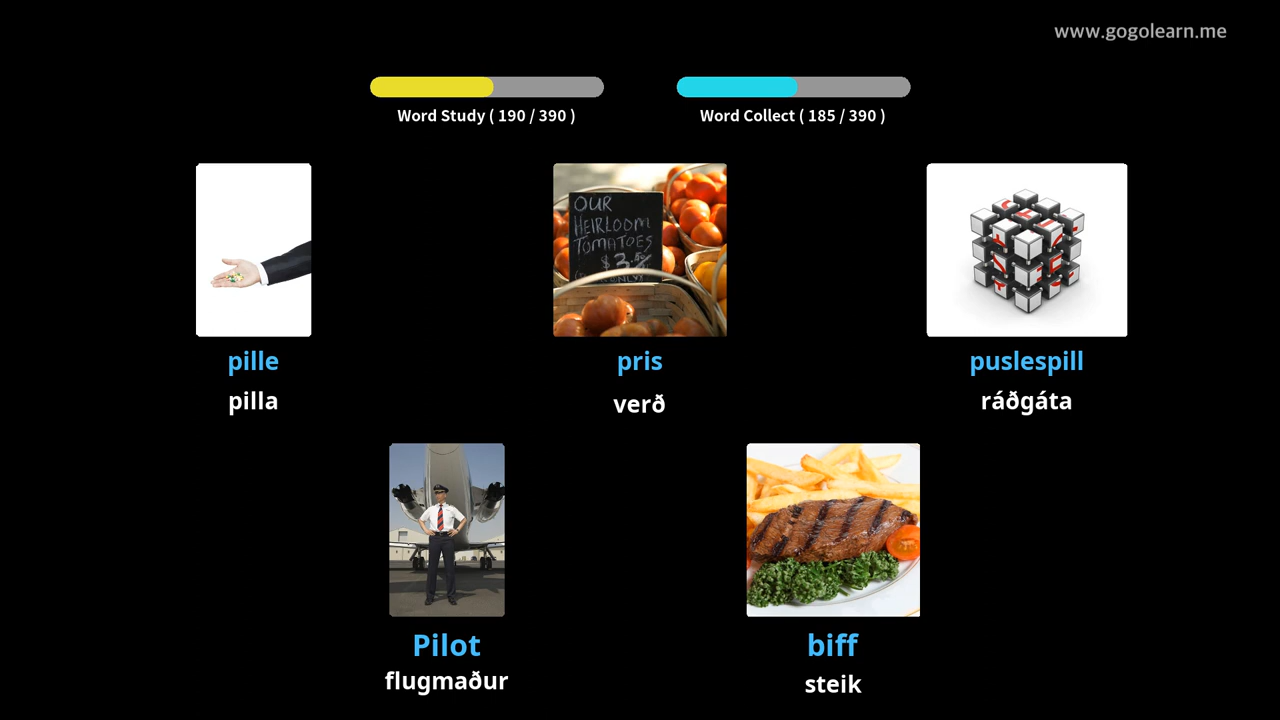 www.gogolearn.me
Word Study ( 190 / 390 )
Word Collect ( 185 / 390 )
OUR
HEIRLOOM
TOMATOES
pille
pris
puslespill
pilla
verð
ráðgáta
Pilot
biff
flugmaður
steik